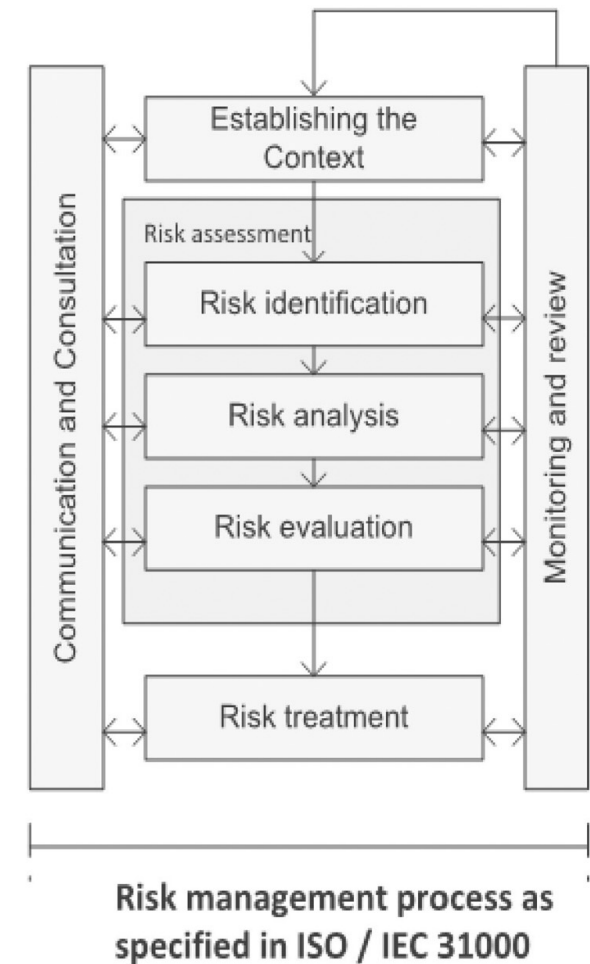 Establishing the
Context
Risk assessment
Risk identification
Risk analysis
Risk evaluation
Risk treatment
Communication and Consultation
Monitoring and review
Risk management process as
specified in ISO / IEC 31000